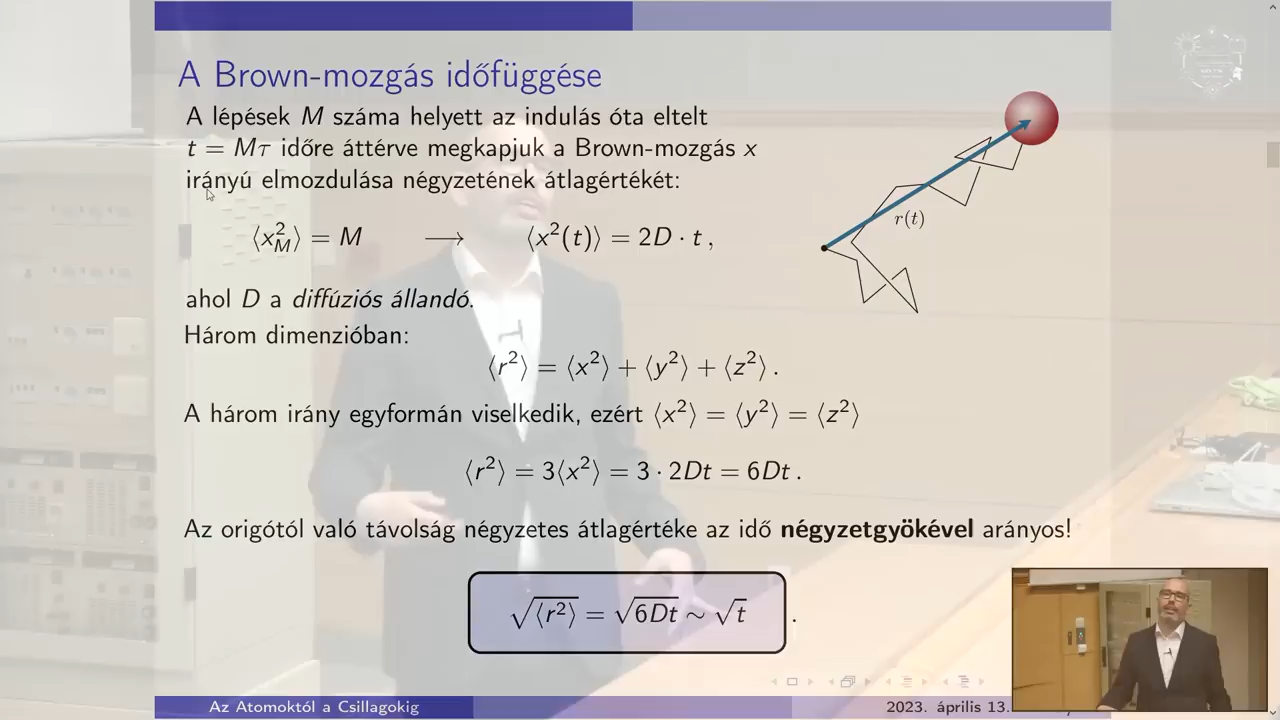 A Brown-mozgás időfüggése
A lépések M száma helyett az indulás óta eltelt
t = Mτ időre áttérve megkapjuk a Brown-mozgás x
irányú elmozdulása négyzetének átlagértékét:
⟨x²_M⟩ = M ⟶ ⟨x²(t)⟩ = 2D · t ,
r(t)
ahol D a diffúziós állandó.
Három dimenzióban:
⟨r²⟩ = ⟨x²⟩ + ⟨y²⟩ + ⟨z²⟩ .
A három irány egyformán viselkedik, ezért ⟨x²⟩ = ⟨y²⟩ = ⟨z²⟩
⟨r²⟩ = 3⟨x²⟩ = 3 · 2Dt = 6Dt .
Az origótól való távolság négyzetes átlagértéke az idő négyzetgyökével arányos!
√⟨r²⟩ = √6Dt ∼ √t .
Az Atomoktól a Csillagokig
2023. április 13.